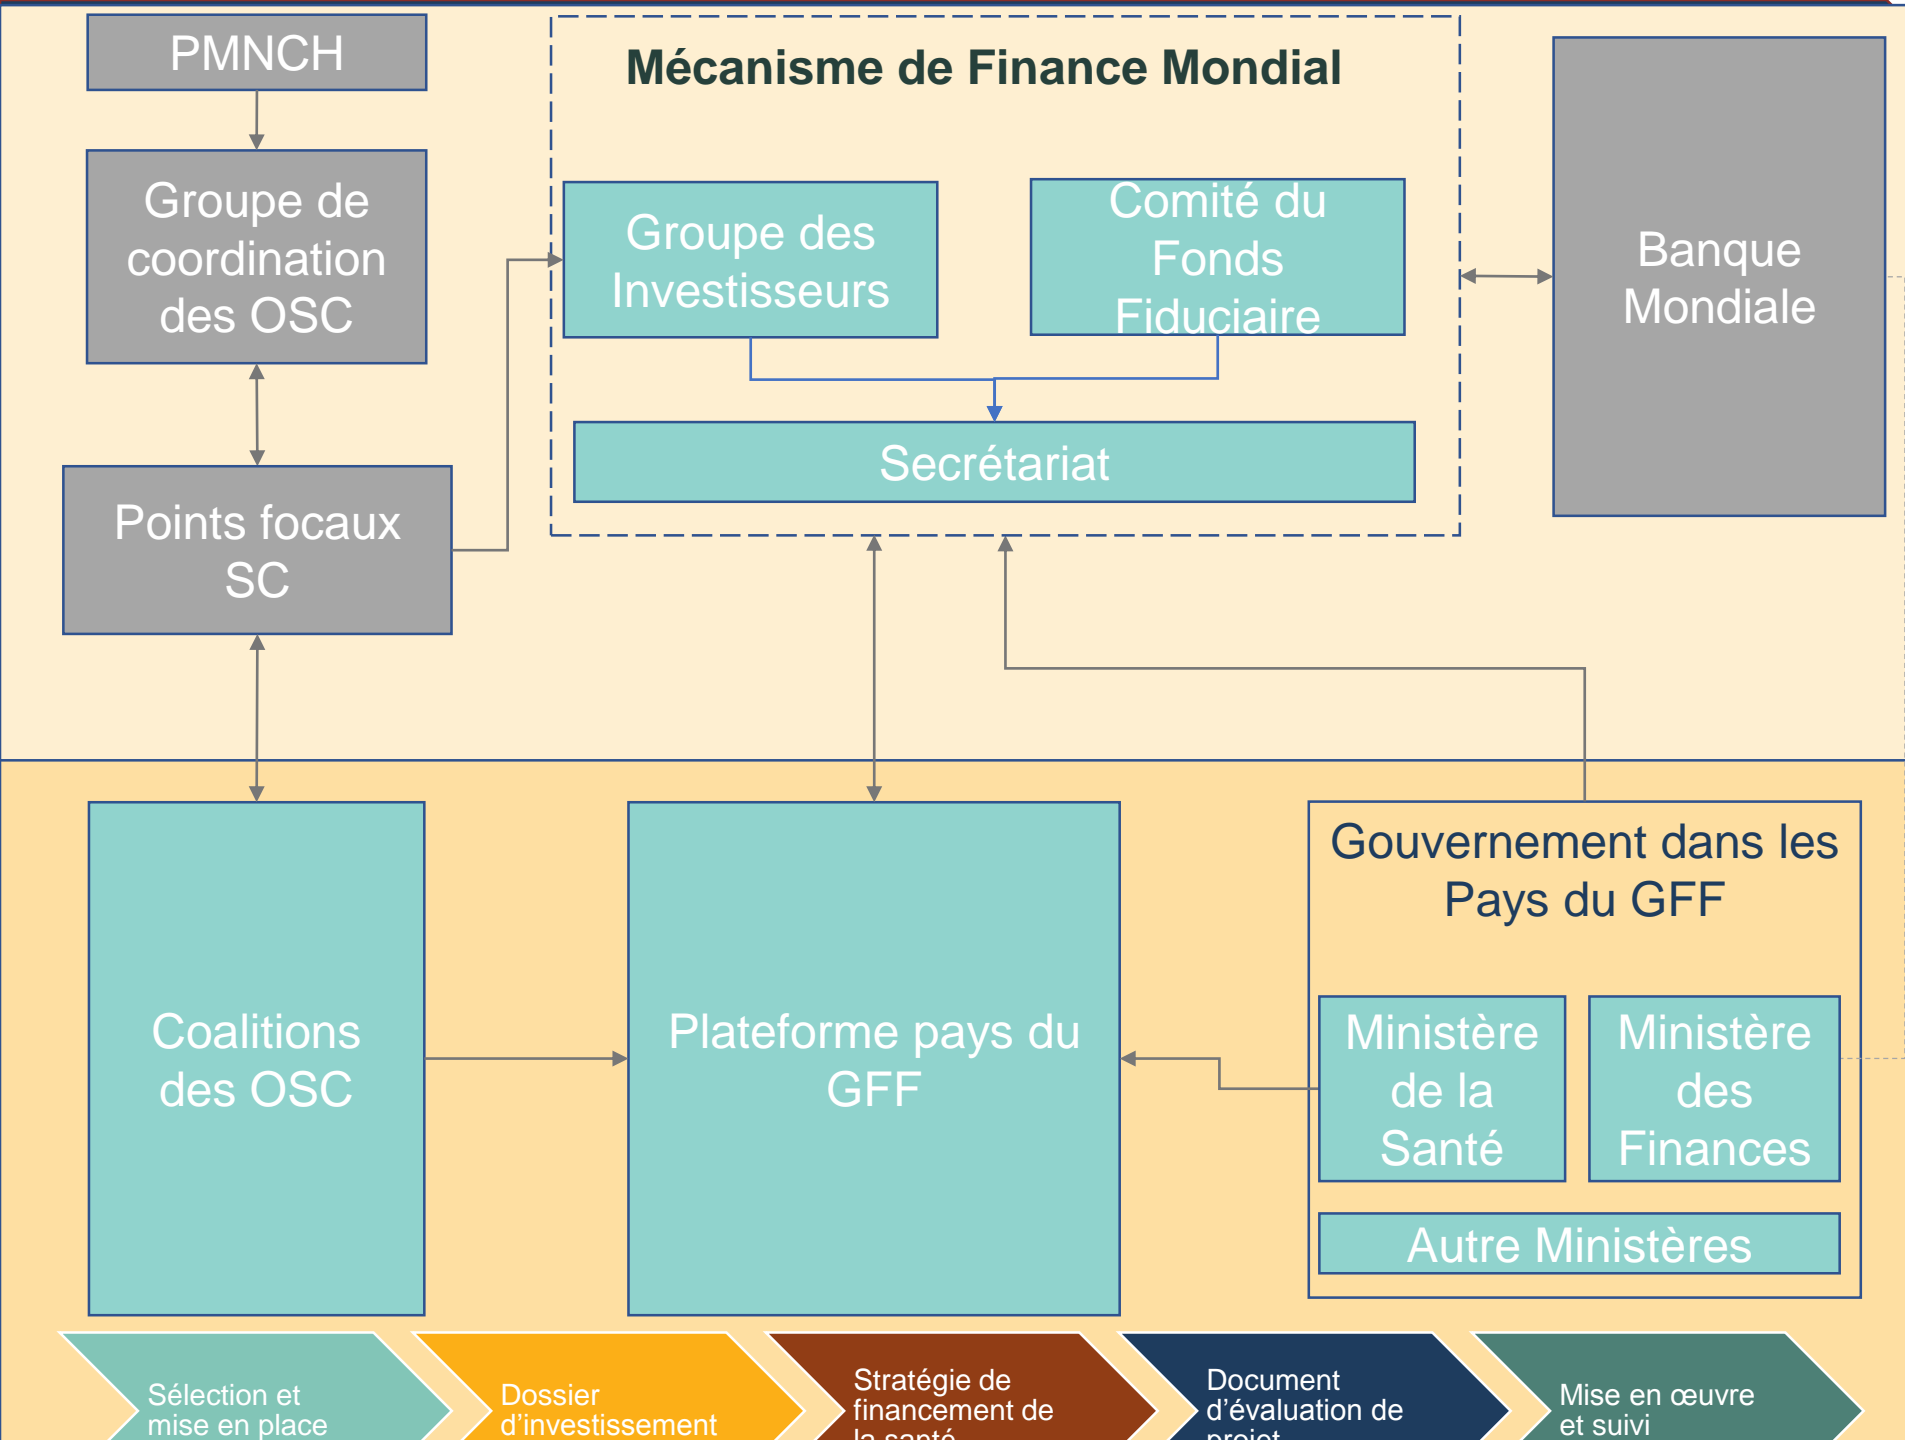 PMNCH
Groupe de
coordination
des OSC
Points focaux
SC
Mécanisme de Finance Mondial
Groupe des
Investisseurs
Comité du
Fonds
Fiduciaire
Secrétariat
Banque
Mondiale
Coalitions
des OSC
Plateforme pays du
GFF
Gouvernement dans les
Pays du GFF
Ministère
de la
Santé
Ministère
des
Finances
Autre Ministères
Sélection et
mise en place
Dossier
d’investissement
Stratégie de
financement de
la santé
Document
d’évaluation de
projet
Mise en œuvre
et suivi